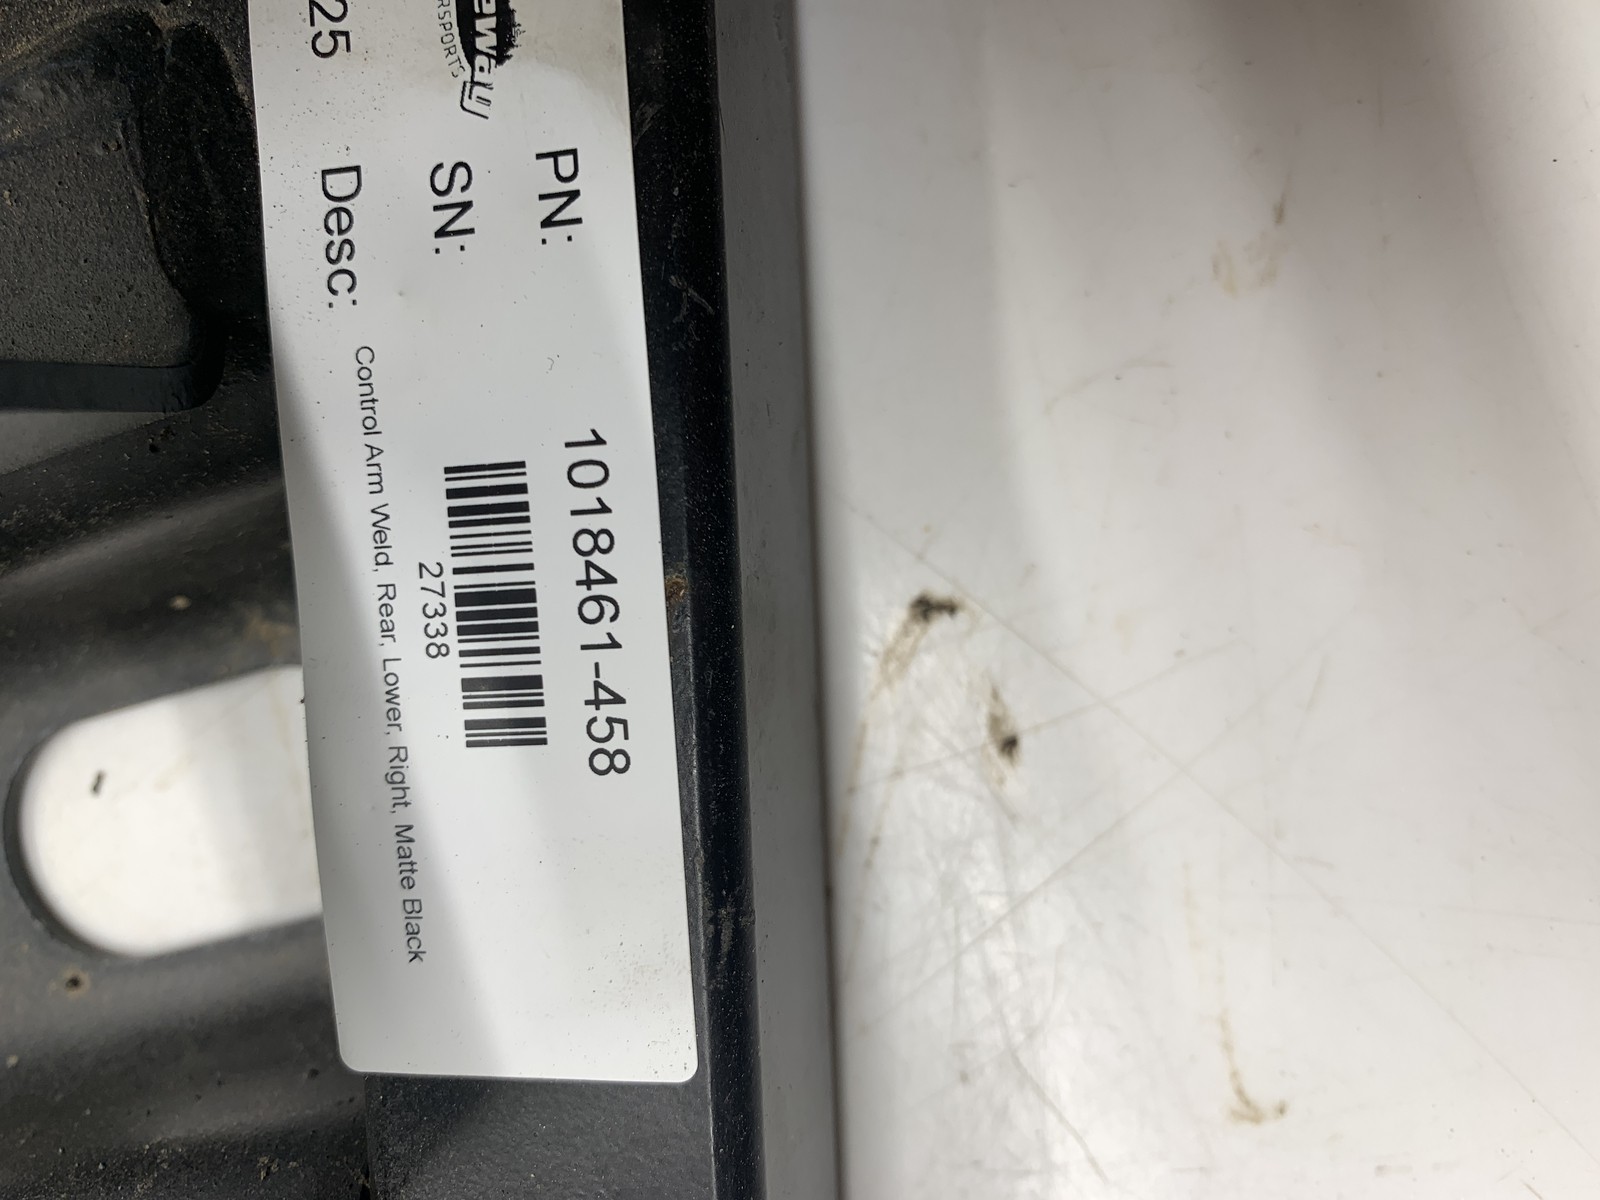 PN: 1018461-458
SN:
27338
25
Desc: Control Arm Weld, Rear, Lower, Right, Matte Black